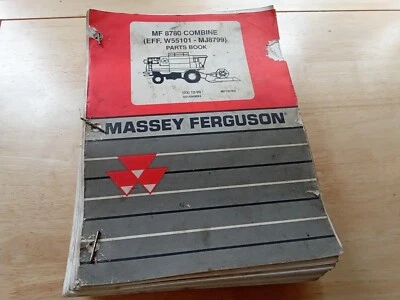 MF 8780 COMBINE
(EFF. W55101 - MJ8799)
PARTS BOOK
MASSEY FERGUSON